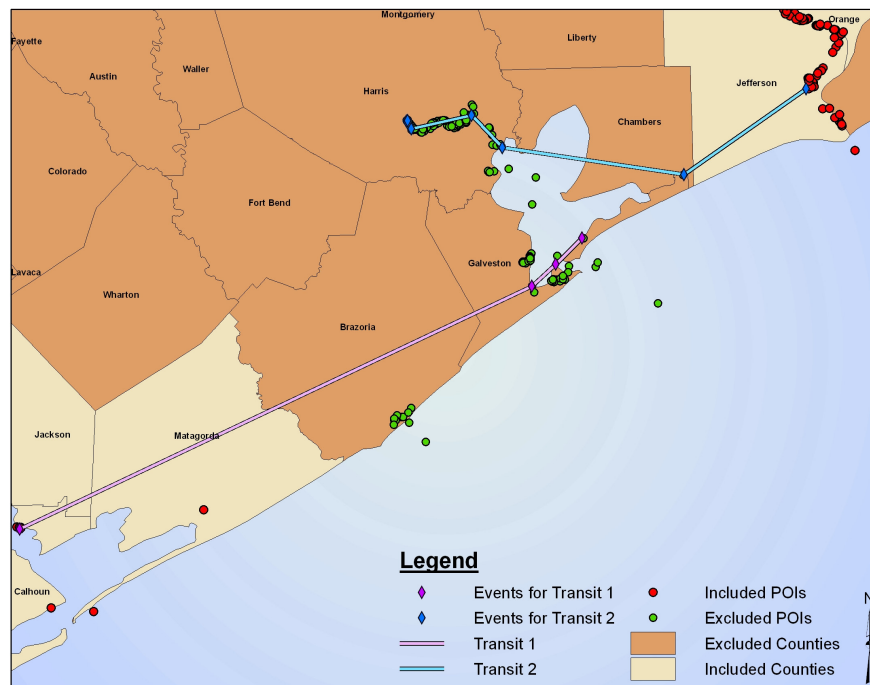 Montgomery
Orange
Fayette
Liberty
Waller
Austin
Jefferson
Harris
Chambers
Colorado
Fort Bend
Galveston
Lavaca
Wharton
Brazoria
Jackson
Matagorda
Calhoun
Legend
Events for Transit 1
Included POIs
Events for Transit 2
Excluded POIs
Transit 1
Excluded Counties
Transit 2
Included Counties
N